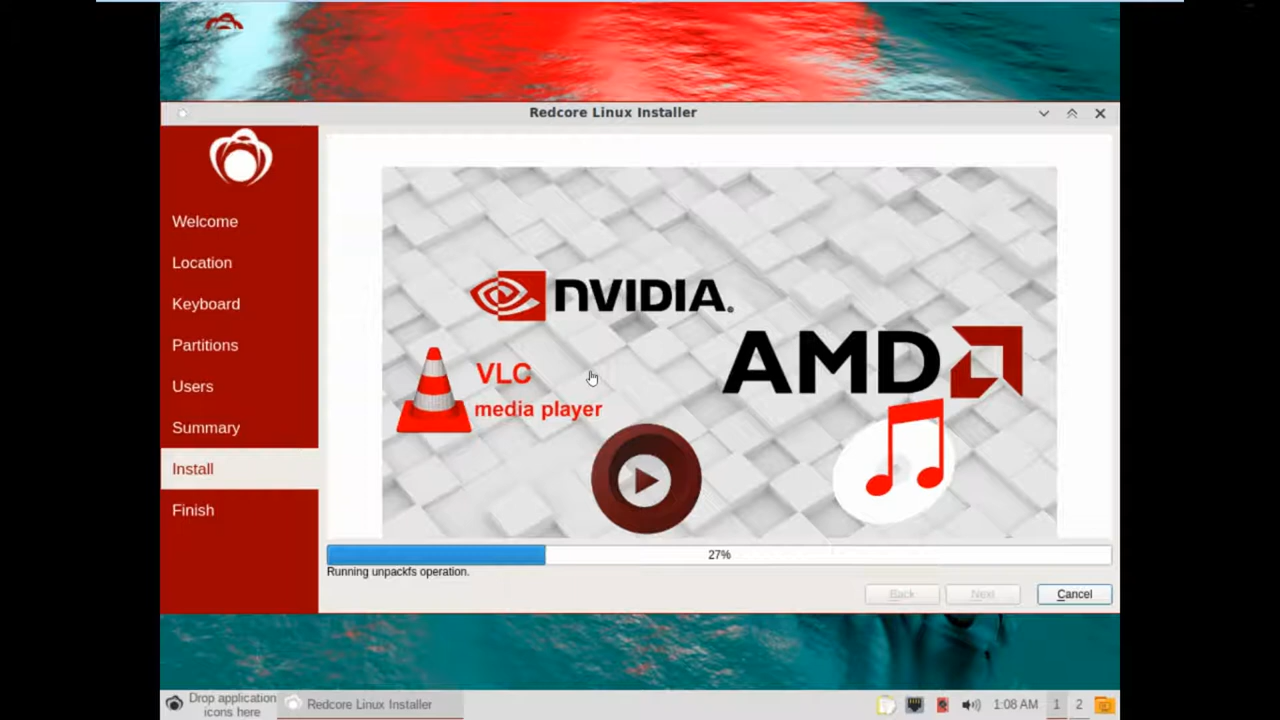 Redcore Linux Installer
Welcome
Location
Keyboard
Partitions
Users
Summary
Install
Finish
nVIDIA.
AMD
VLC
media player
27%
Running unpackfs operation.
Back
Next
Cancel
Drop application
icons here
Redcore Linux Installer
1:08 AM
1
2